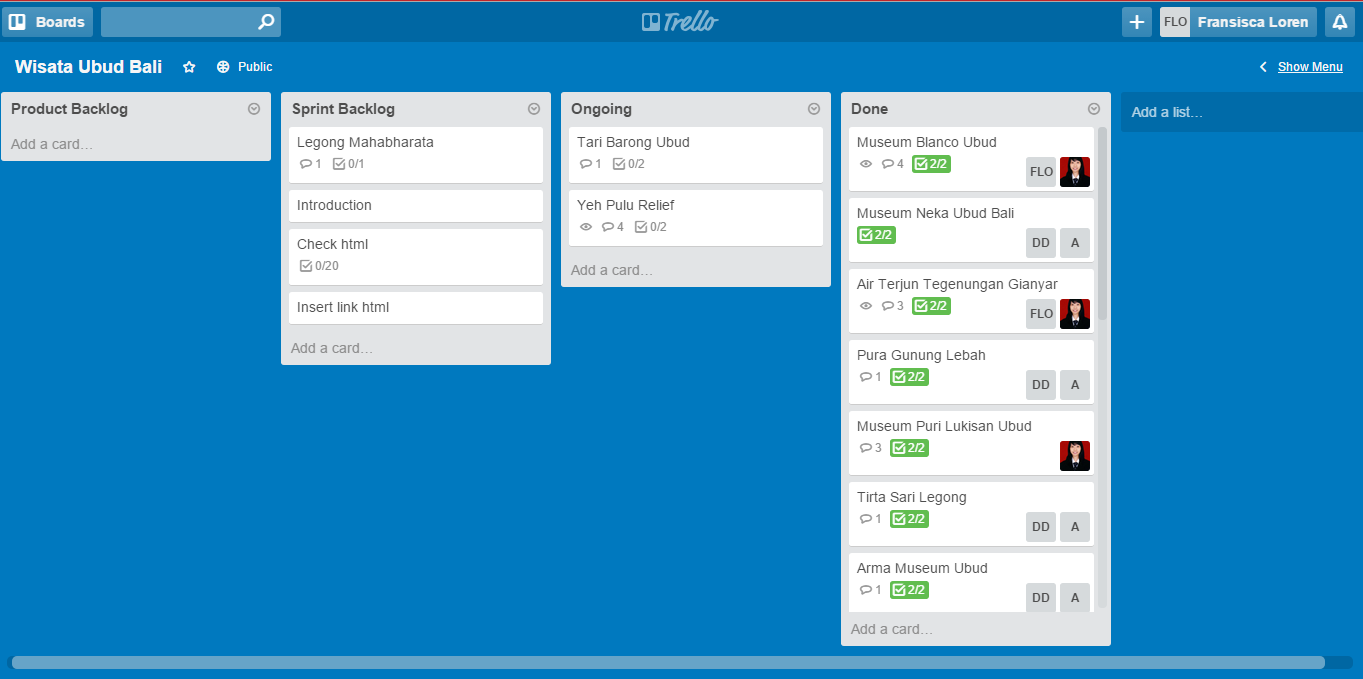 Boards
Trello
FLO Fransisca Loren
Wisata Ubud Bali
Public
Show Menu
Product Backlog
Add a card…
Sprint Backlog
Legong Mahabharata
1 0/1
Introduction
Check html
0/20
Insert link html
Add a card…
Ongoing
Tari Barong Ubud
1 0/2
Yeh Pulu Relief
4 0/2
Add a card…
Done
Museum Blanco Ubud
4 2/2
FLO
Museum Neka Ubud Bali
2/2
DD A
Air Terjun Tegenungan Gianyar
3 2/2
FLO
Pura Gunung Lebah
1 2/2
DD A
Museum Puri Lukisan Ubud
3 2/2
Tirta Sari Legong
1 2/2
DD A
Arma Museum Ubud
1 2/2
DD A
Add a card…
Add a list…